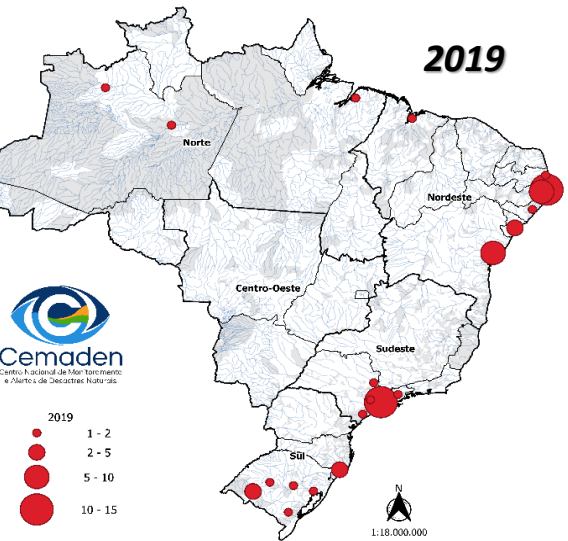 2019
Norte
Nordeste
Centro-Oeste
Sudeste
Sul
Cemaden
Centro Nacional de Monitoramento
e Alertas de Desastres Naturais
2019
1 - 2
2 - 5
5 - 10
10 - 15
N
1:18.000.000